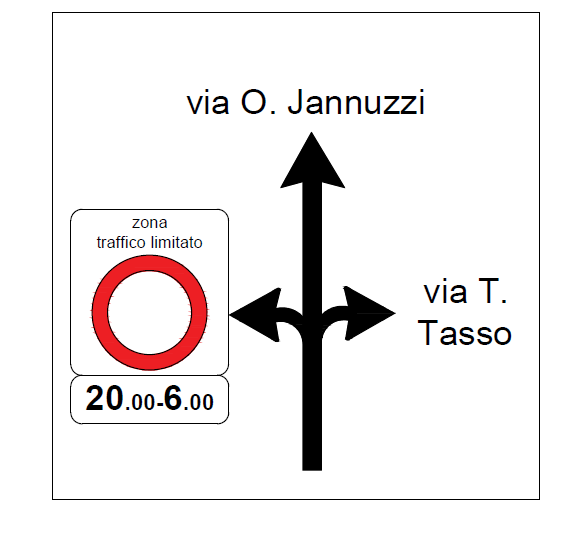 via O. Jannuzzi
zona
traffico limitato
20.00-6.00
via T.
Tasso